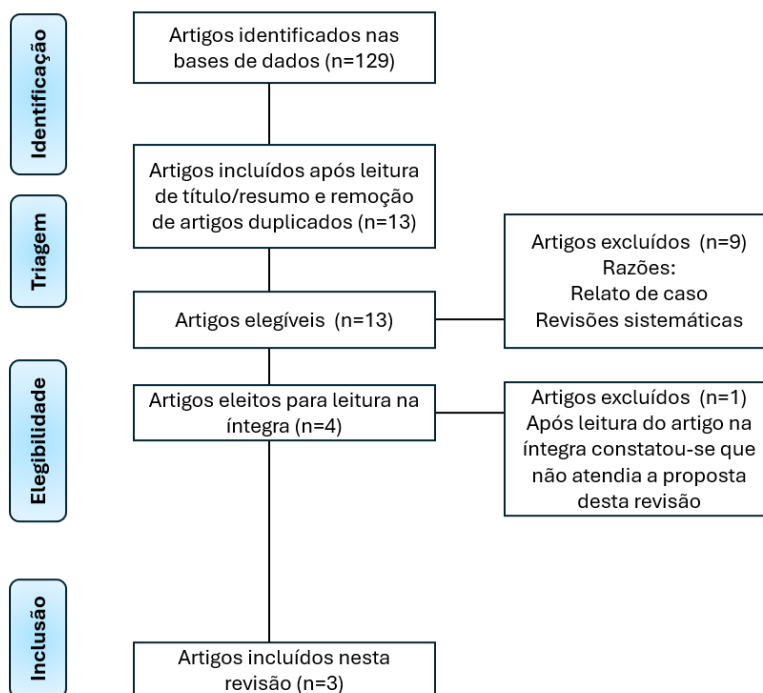 Identificação
Artigos identificados nas
bases de dados (n=129)
Artigos incluídos após leitura
de título/resumo e remoção
de artigos duplicados (n=13)
Triagem
Artigos elegíveis (n=13)
Artigos excluídos (n=9)
Razões:
Relato de caso
Revisões sistemáticas
Elegibilidade
Artigos eleitos para leitura na
íntegra (n=4)
Artigos excluídos (n=1)
Após leitura do artigo na
íntegra constatou-se que
não atendia a proposta
desta revisão
Inclusão
Artigos incluídos nesta
revisão (n=3)